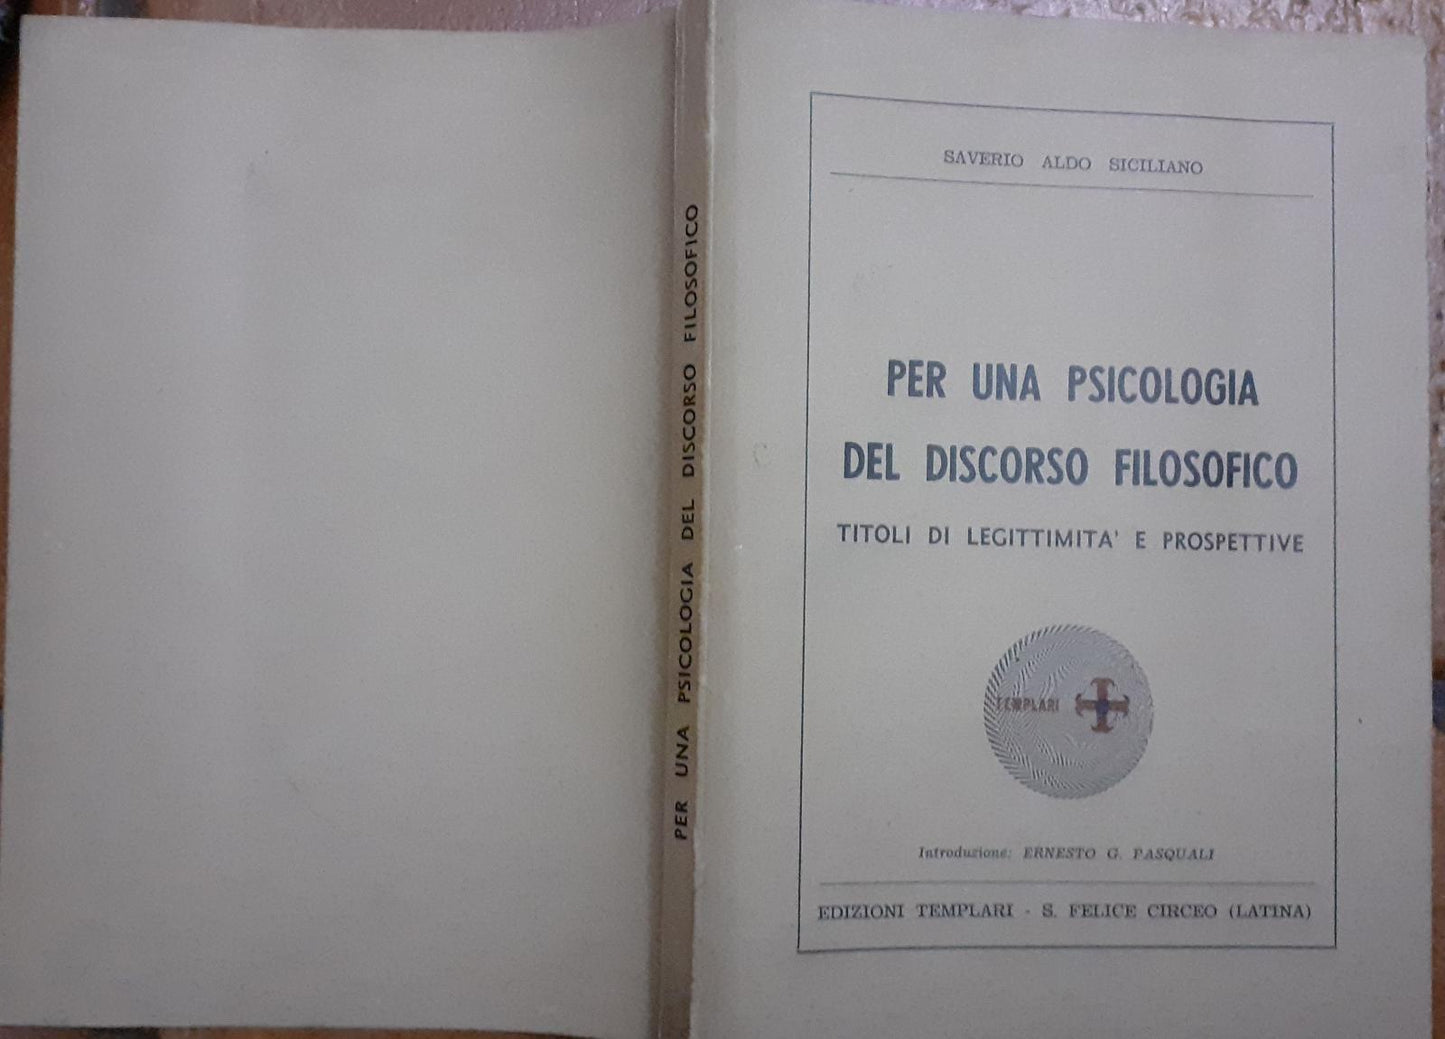 PER UNA PSICOLOGIA DEL DISCORSO FILOSOFICO
SAVERIO ALDO SICILIANO
PER UNA PSICOLOGIA
DEL DISCORSO FILOSOFICO
TITOLI DI LEGITTIMITA' E PROSPETTIVE
TEMPLARI
Introduzione: ERNESTO G. PASQUALI
EDIZIONI TEMPLARI - S. FELICE CIRCEO (LATINA)